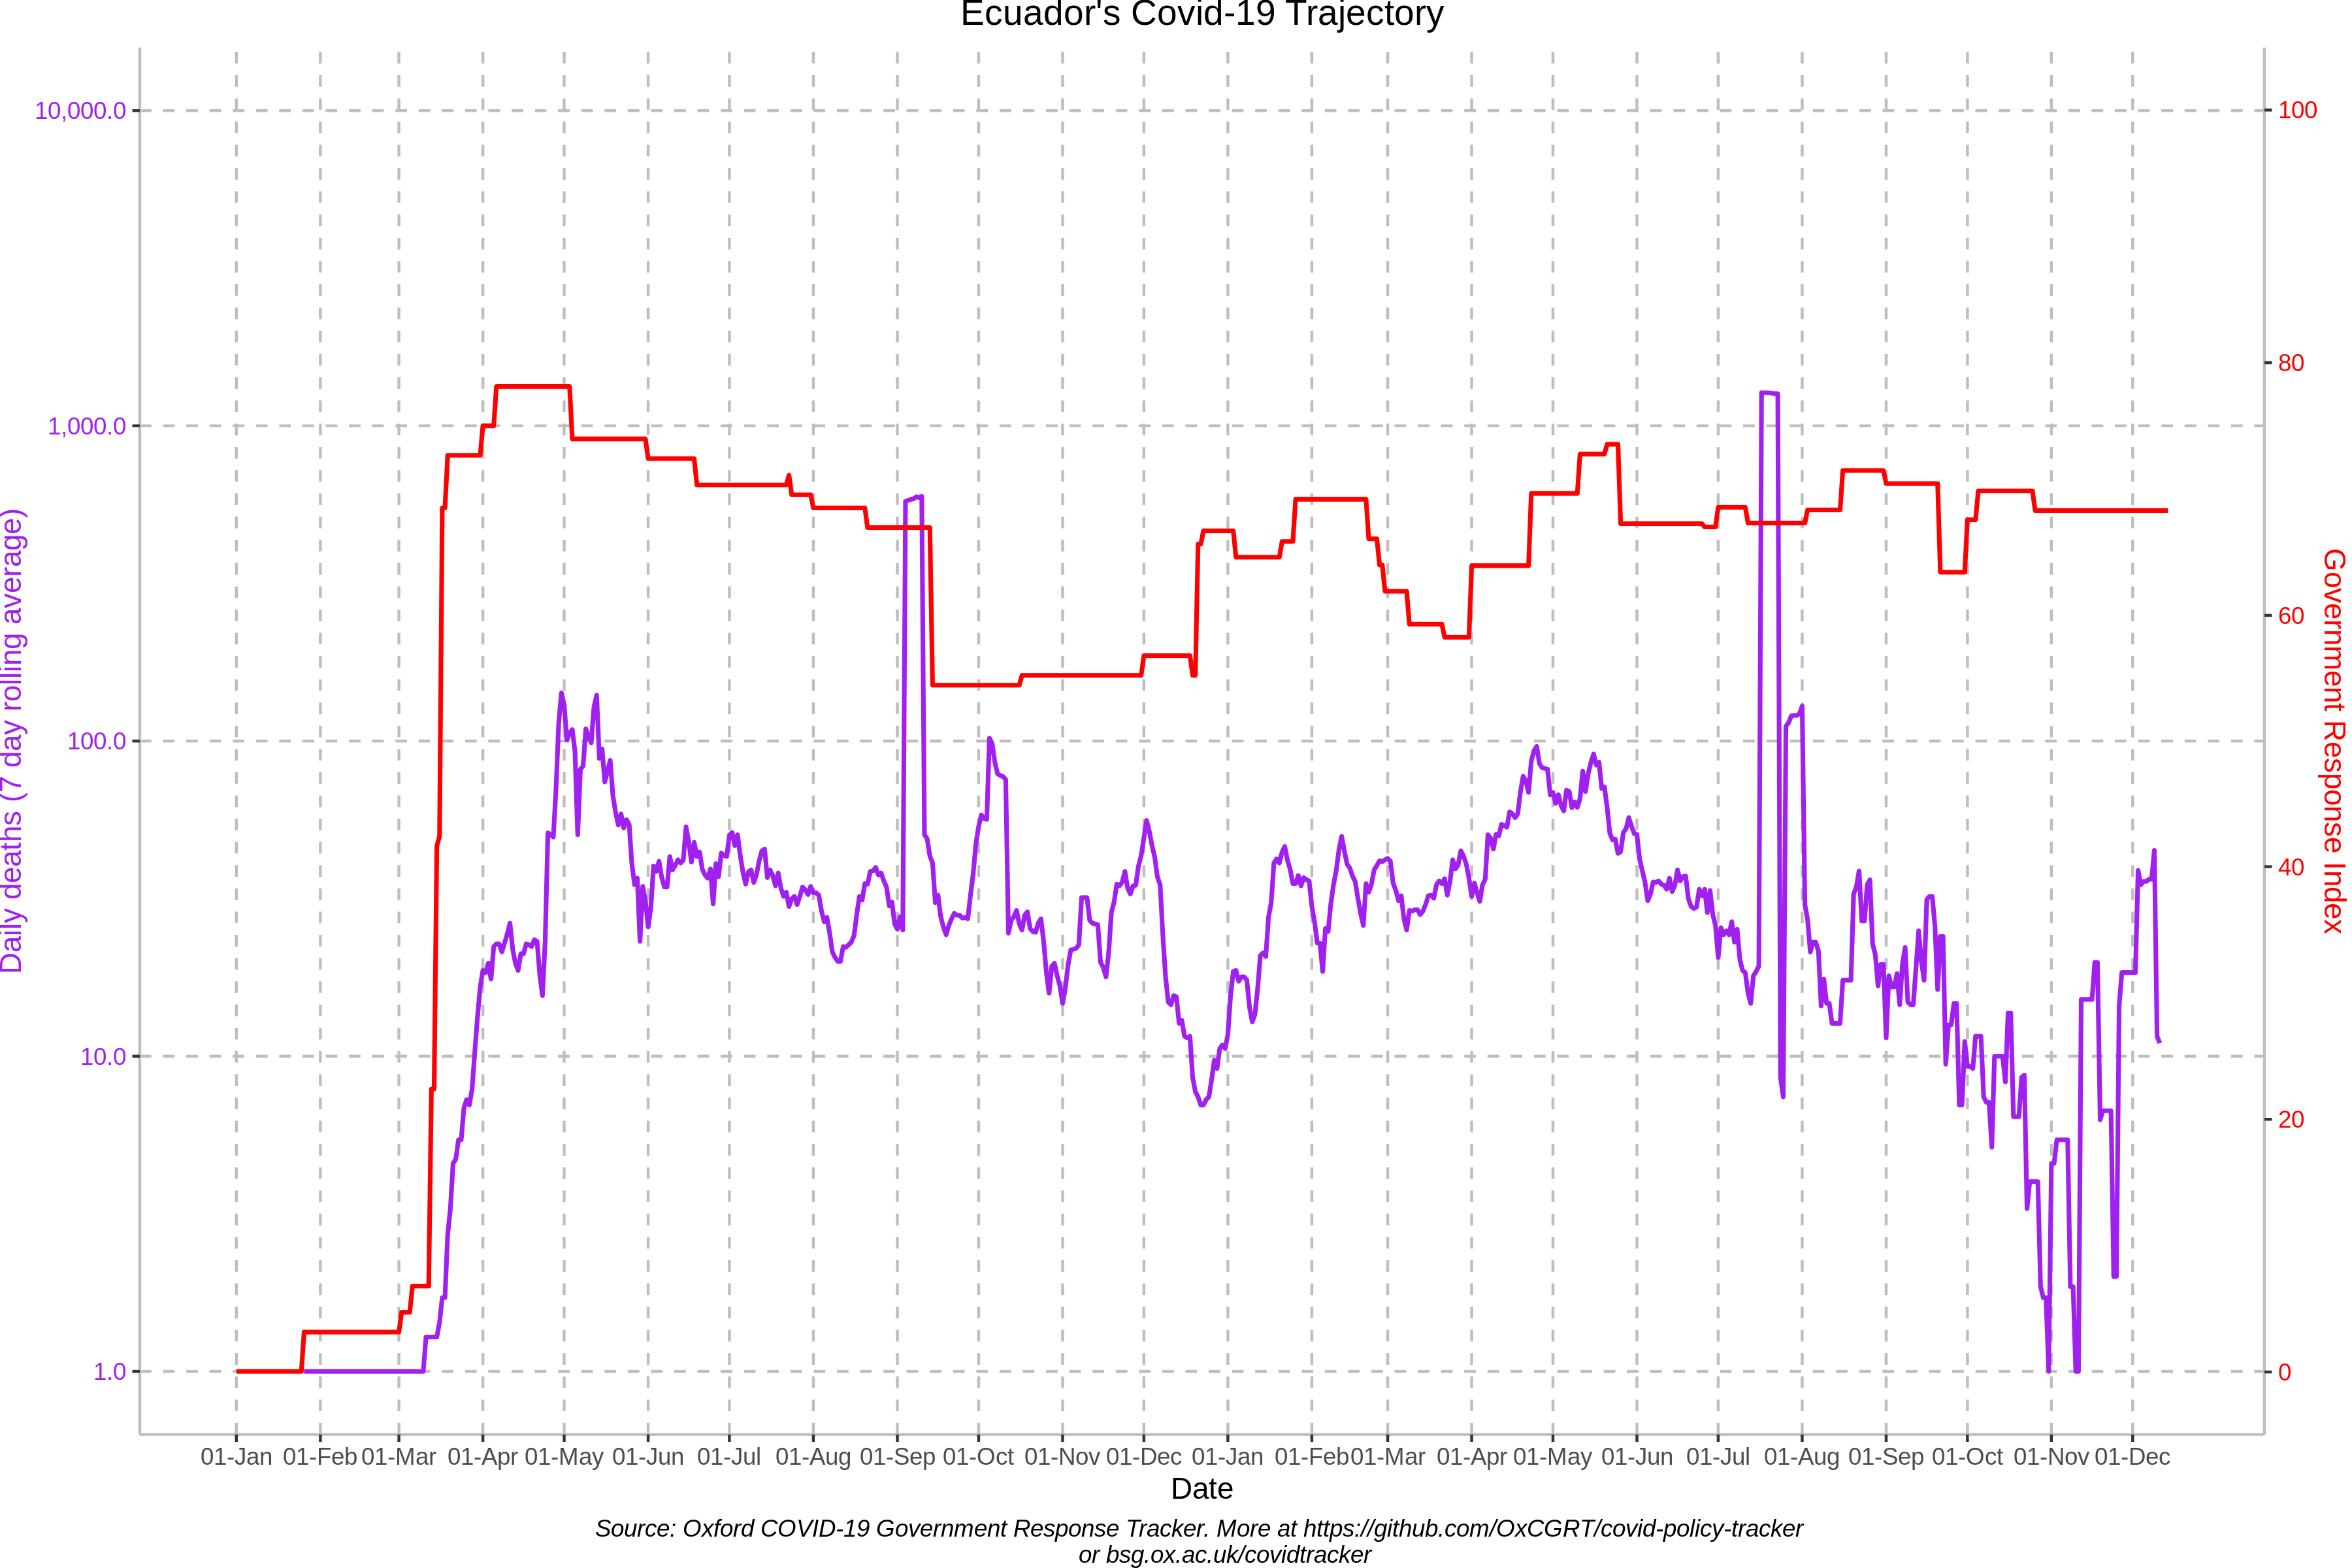 Ecuador's Covid-19 Trajectory
10,000.0
1,000.0
100.0
10.0
1.0
Daily deaths (7 day rolling average)
100
80
60
40
20
0
Government Response Index
01-Jan 01-Feb 01-Mar 01-Apr 01-May 01-Jun 01-Jul 01-Aug 01-Sep 01-Oct 01-Nov 01-Dec 01-Jan 01-Feb 01-Mar 01-Apr 01-May 01-Jun 01-Jul 01-Aug 01-Sep 01-Oct 01-Nov 01-Dec
Date
Source: Oxford COVID-19 Government Response Tracker. More at https://github.com/OxCGRT/covid-policy-tracker
or bsg.ox.ac.uk/covidtracker